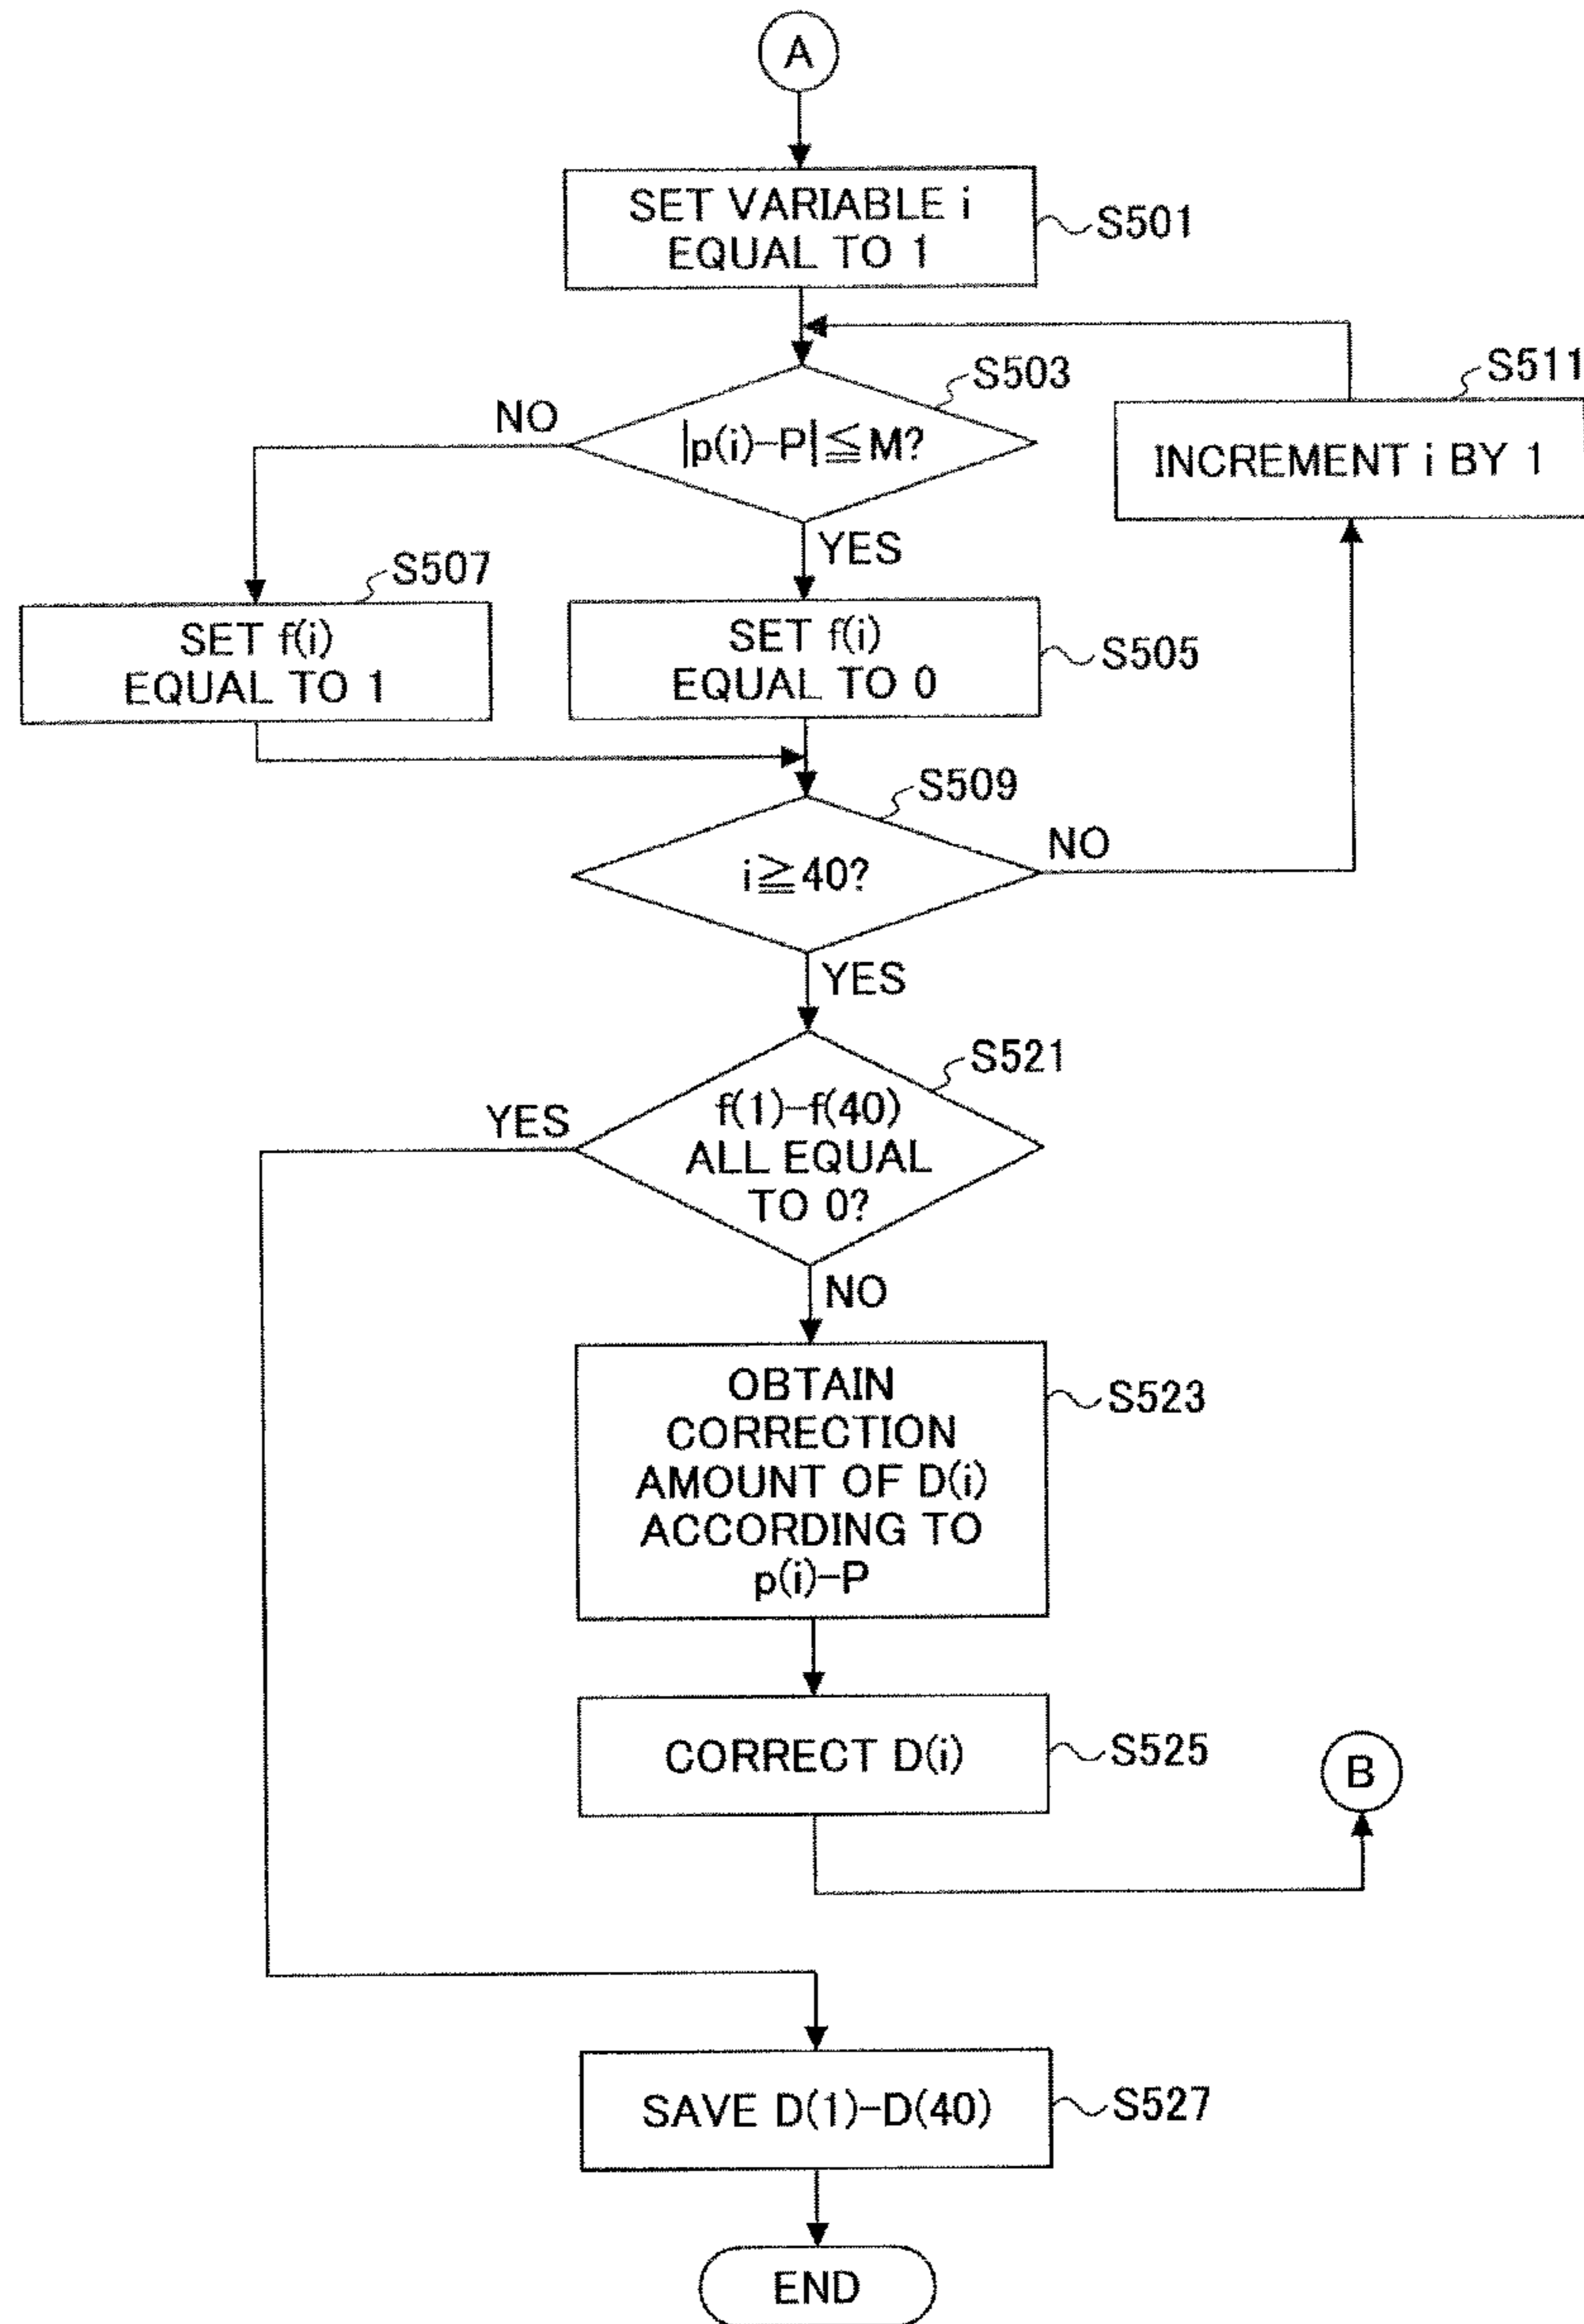 A
SET VARIABLE i
EQUAL TO 1
S501
S503
|p(i)-P|≦M?
NO
YES
S511
INCREMENT i BY 1
S507
SET f(i)
EQUAL TO 1
SET f(i)
EQUAL TO 0
S505
S509
i≧40?
NO
YES
S521
f(1)-f(40)
ALL EQUAL
TO 0?
YES
NO
OBTAIN
CORRECTION
AMOUNT OF D(i)
ACCORDING TO
p(i)-P
S523
CORRECT D(i)
S525
B
SAVE D(1)-D(40)
S527
END